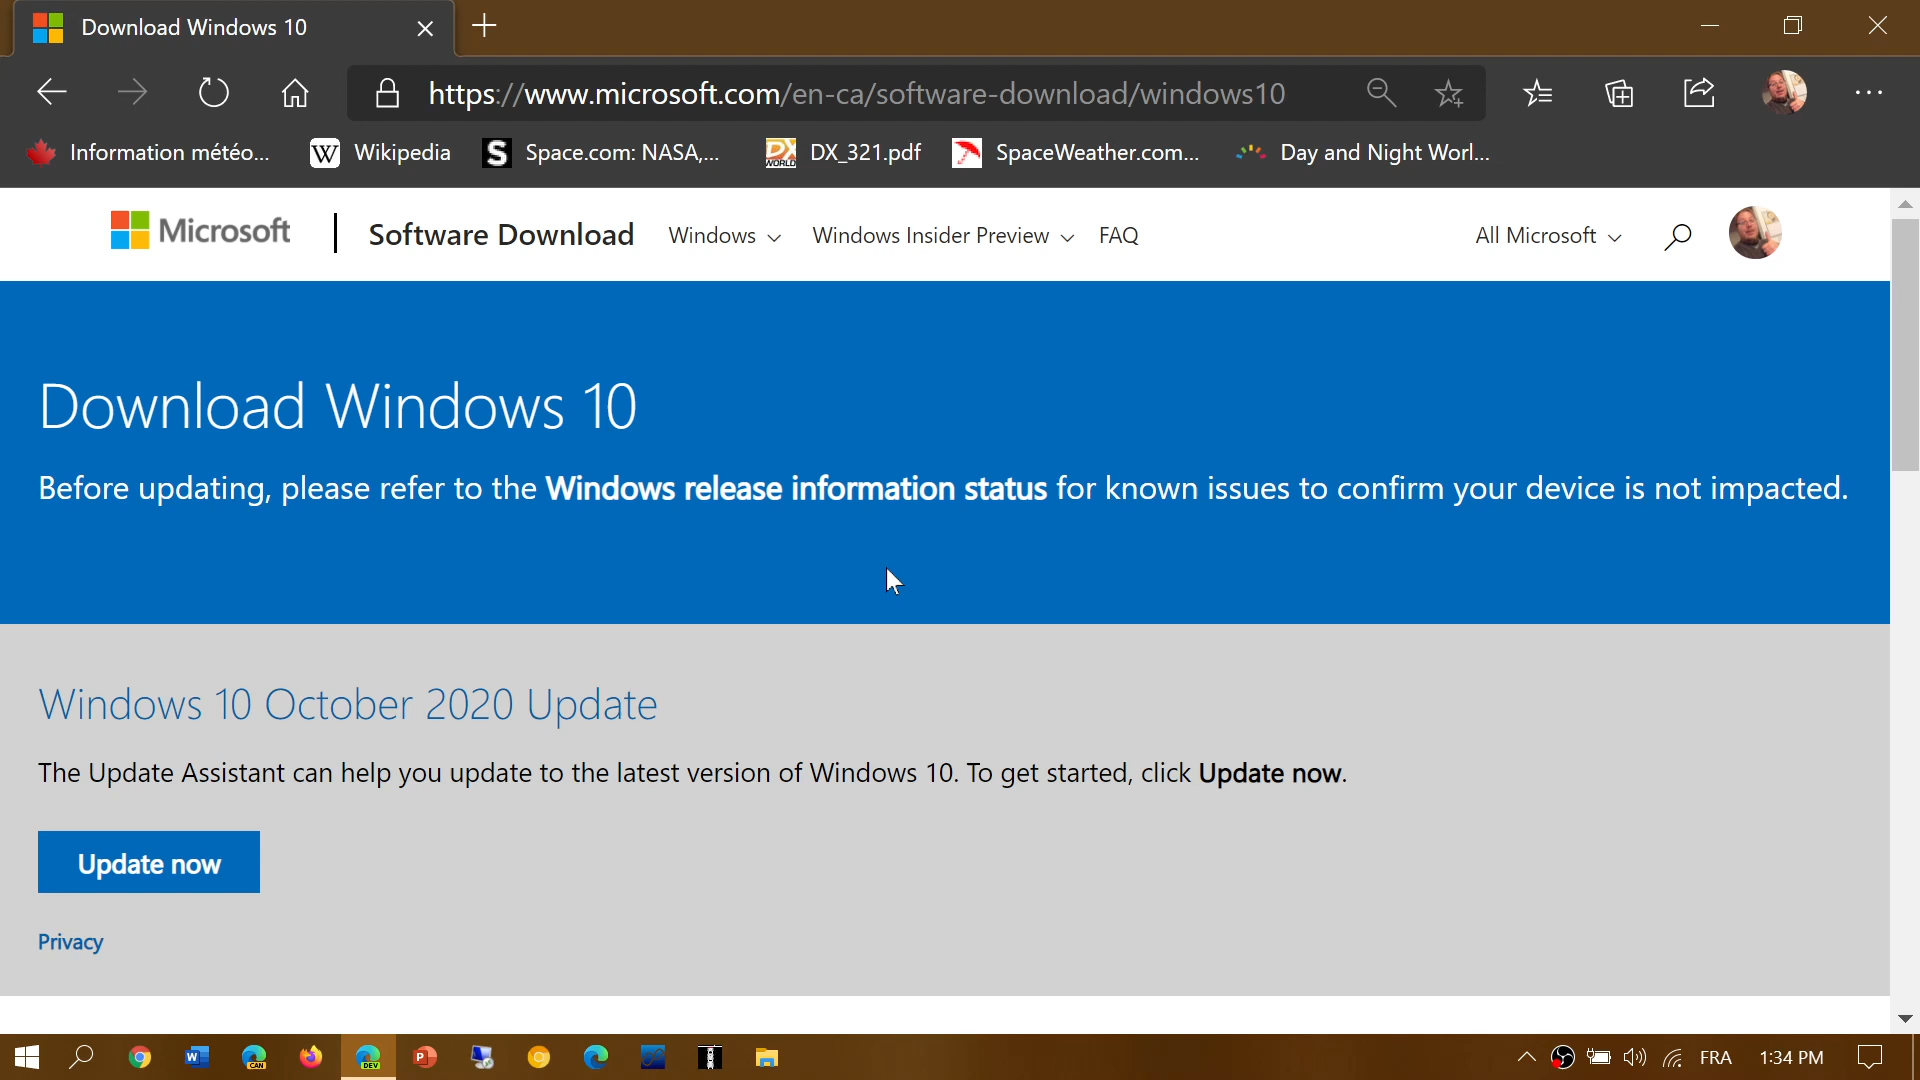 Download Windows 10
https://www.microsoft.com/en-ca/software-download/windows10
Information météo...
Wikipedia
Space.com: NASA,...
DX_321.pdf
SpaceWeather.com...
Day and Night Worl...
Microsoft
Software Download
Windows
Windows Insider Preview
FAQ
All Microsoft
Download Windows 10
Before updating, please refer to the Windows release information status for known issues to confirm your device is not impacted.
Windows 10 October 2020 Update
The Update Assistant can help you update to the latest version of Windows 10. To get started, click Update now.
Update now
Privacy
CAN
DEV
FRA
1:34 PM